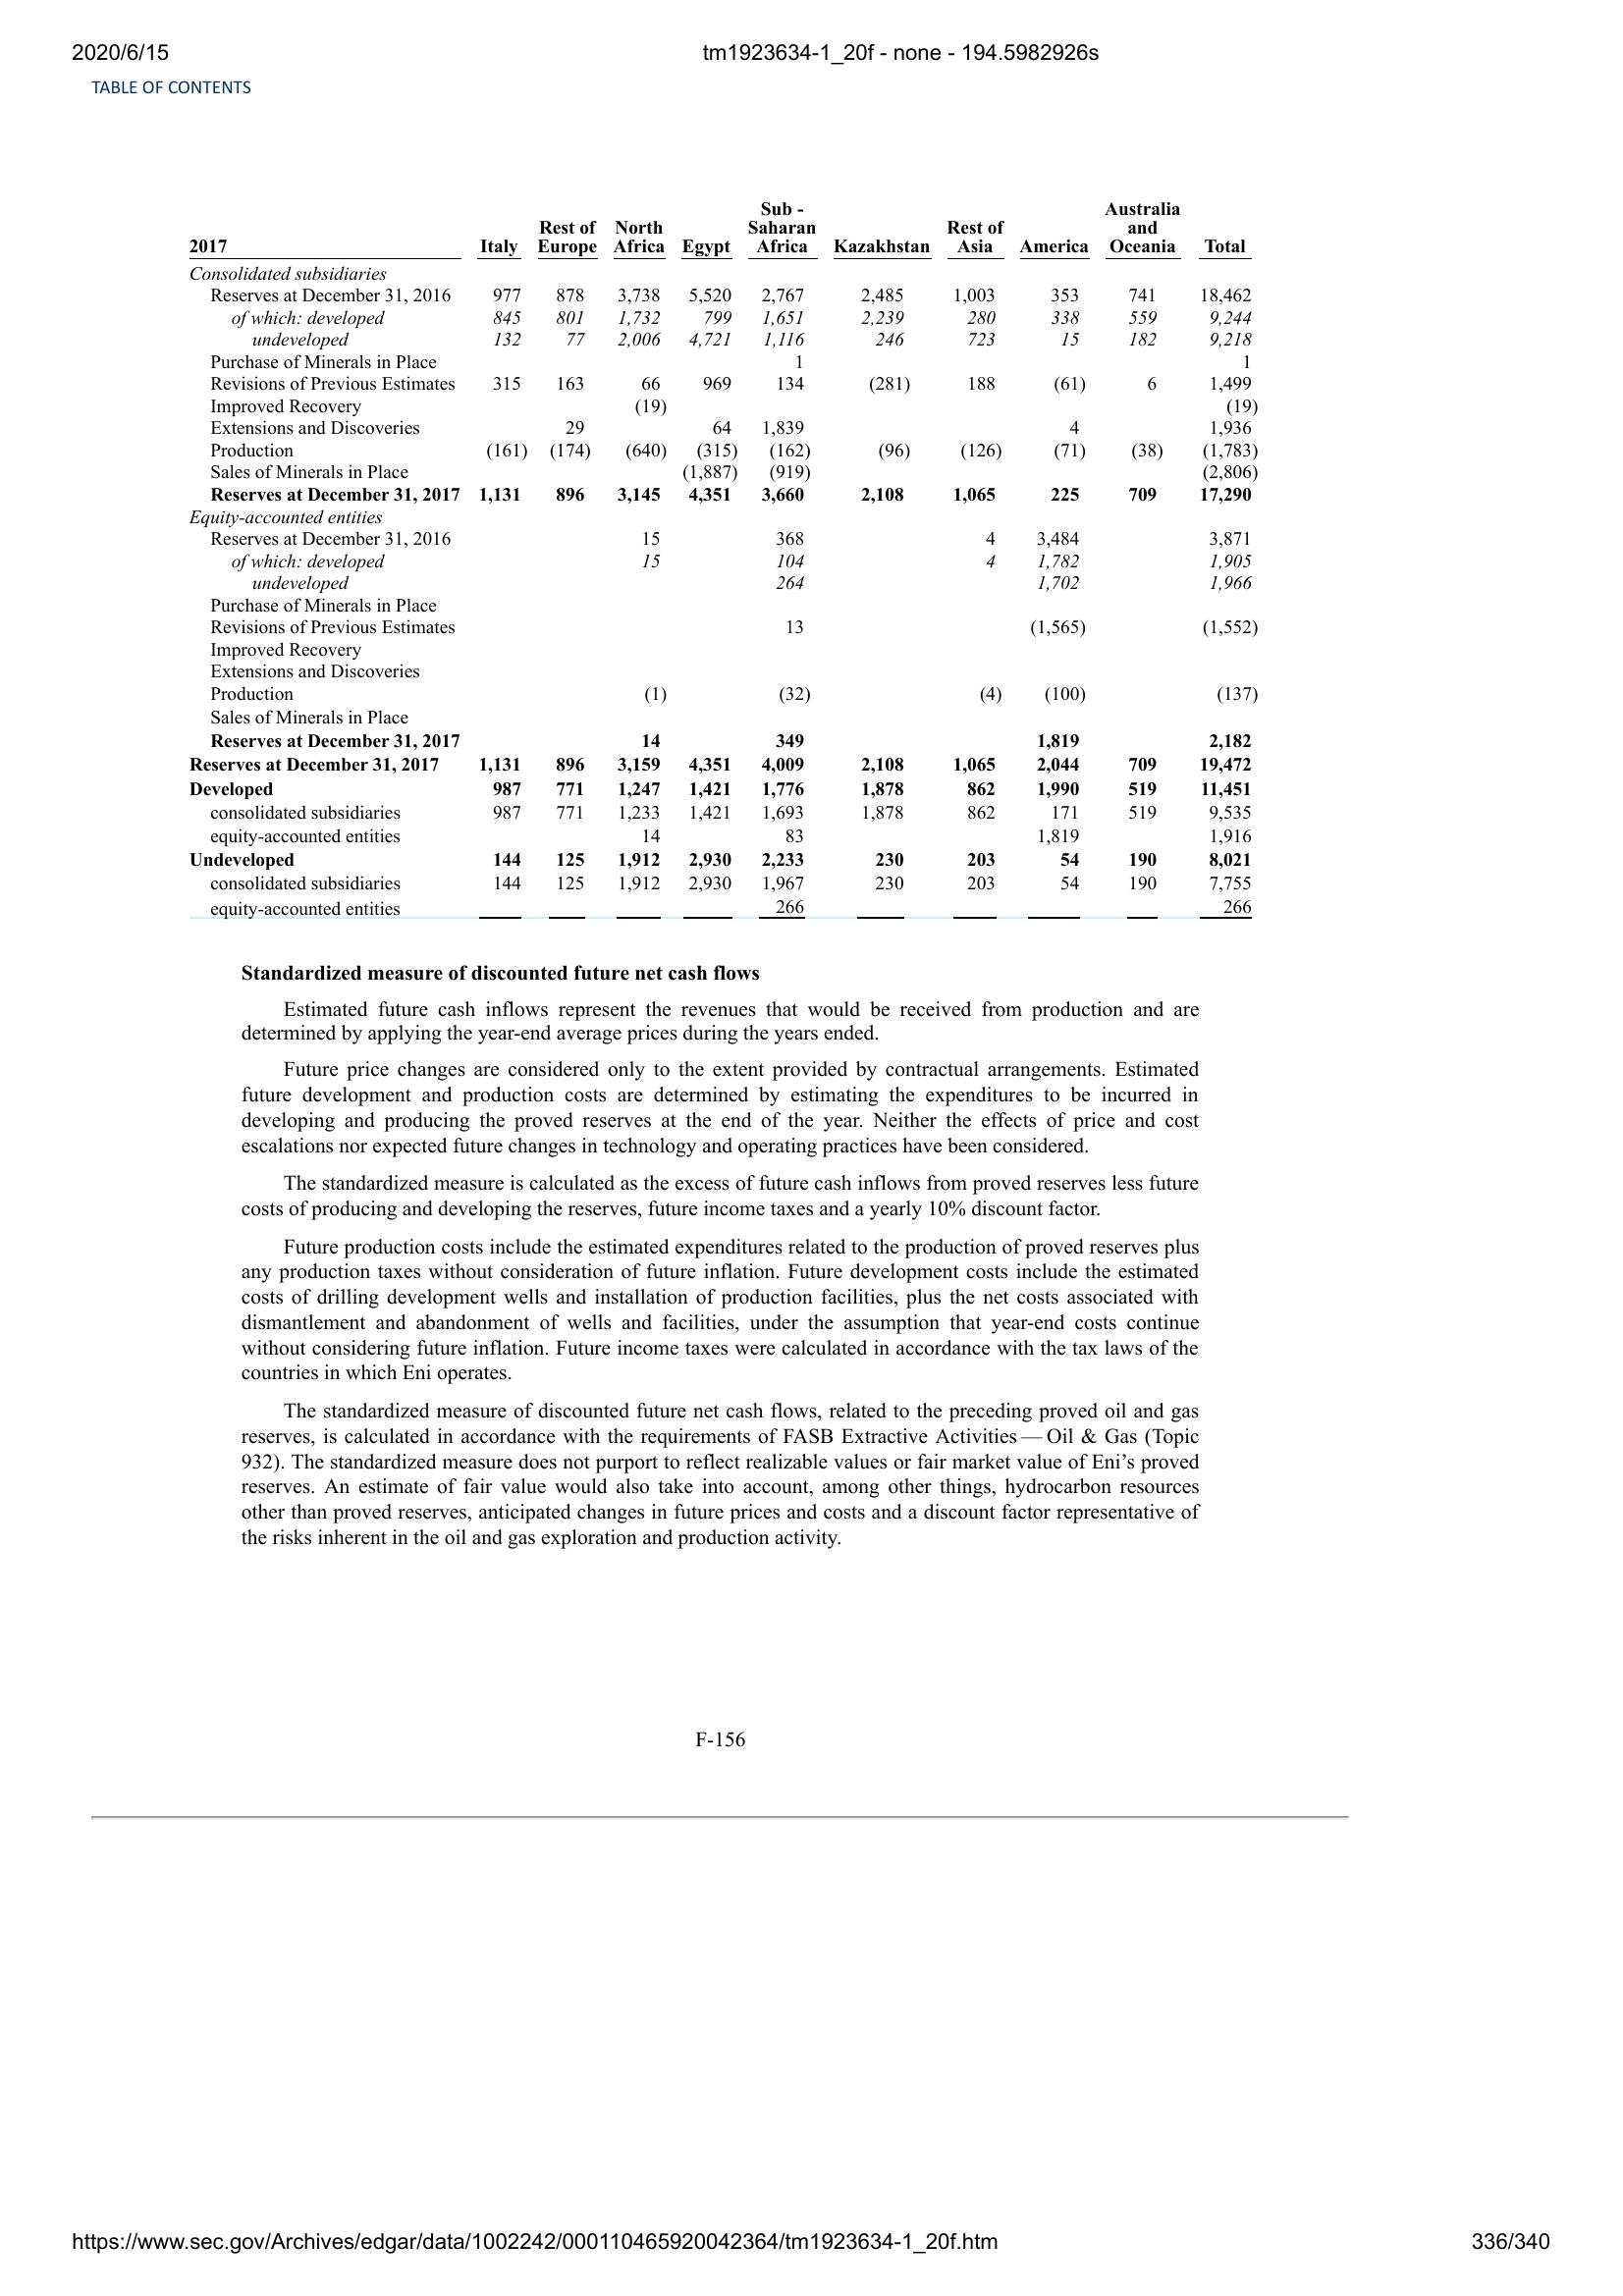 2020/6/15 tm1923634-1_20f - none - 194.5982926s
TABLE OF CONTENTS
Sub -
Australia
Rest of North Saharan Rest of and
2017 Italy Europe Africa Egypt Africa Kazakhstan Asia America Oceania Total
Consolidated subsidiaries
Reserves at December 31, 2016 977 878 3,738 5,520 2,767 2,485 1,003 353 741 18,462
of which: developed 845 801 1,732 799 1,651 2,239 280 338 559 9,244
undeveloped 132 77 2,006 4,721 1,116 246 723 15 182 9,218
Purchase of Minerals in Place 1 1
Revisions of Previous Estimates 315 163 66 969 134 (281) 188 (61) 6 1,499
Improved Recovery (19) (19)
Extensions and Discoveries 29 64 1,839 4 1,936
Production (161) (174) (640) (315) (162) (96) (126) (71) (38) (1,783)
Sales of Minerals in Place (1,887) (919) (2,806)
Reserves at December 31, 2017 1,131 896 3,145 4,351 3,660 2,108 1,065 225 709 17,290
Equity-accounted entities
Reserves at December 31, 2016 15 368 4 3,484 3,871
of which: developed 15 104 4 1,782 1,905
undeveloped 264 1,702 1,966
Purchase of Minerals in Place
Revisions of Previous Estimates 13 (1,565) (1,552)
Improved Recovery
Extensions and Discoveries
Production (1) (32) (4) (100) (137)
Sales of Minerals in Place
Reserves at December 31, 2017 14 349 1,819 2,182
Reserves at December 31, 2017 1,131 896 3,159 4,351 4,009 2,108 1,065 2,044 709 19,472
Developed 987 771 1,247 1,421 1,776 1,878 862 1,990 519 11,451
consolidated subsidiaries 987 771 1,233 1,421 1,693 1,878 862 171 519 9,535
equity-accounted entities 14 83 1,819 1,916
Undeveloped 144 125 1,912 2,930 2,233 230 203 54 190 8,021
consolidated subsidiaries 144 125 1,912 2,930 1,967 230 203 54 190 7,755
equity-accounted entities 266 266
Standardized measure of discounted future net cash flows
Estimated future cash inflows represent the revenues that would be received from production and are
determined by applying the year-end average prices during the years ended.
Future price changes are considered only to the extent provided by contractual arrangements. Estimated
future development and production costs are determined by estimating the expenditures to be incurred in
developing and producing the proved reserves at the end of the year. Neither the effects of price and cost
escalations nor expected future changes in technology and operating practices have been considered.
The standardized measure is calculated as the excess of future cash inflows from proved reserves less future
costs of producing and developing the reserves, future income taxes and a yearly 10% discount factor.
Future production costs include the estimated expenditures related to the production of proved reserves plus
any production taxes without consideration of future inflation. Future development costs include the estimated
costs of drilling development wells and installation of production facilities, plus the net costs associated with
dismantlement and abandonment of wells and facilities, under the assumption that year-end costs continue
without considering future inflation. Future income taxes were calculated in accordance with the tax laws of the
countries in which Eni operates.
The standardized measure of discounted future net cash flows, related to the preceding proved oil and gas
reserves, is calculated in accordance with the requirements of FASB Extractive Activities — Oil & Gas (Topic
932). The standardized measure does not purport to reflect realizable values or fair market value of Eni’s proved
reserves. An estimate of fair value would also take into account, among other things, hydrocarbon resources
other than proved reserves, anticipated changes in future prices and costs and a discount factor representative of
the risks inherent in the oil and gas exploration and production activity.
F-156
https://www.sec.gov/Archives/edgar/data/1002242/000110465920042364/tm1923634-1_20f.htm 336/340